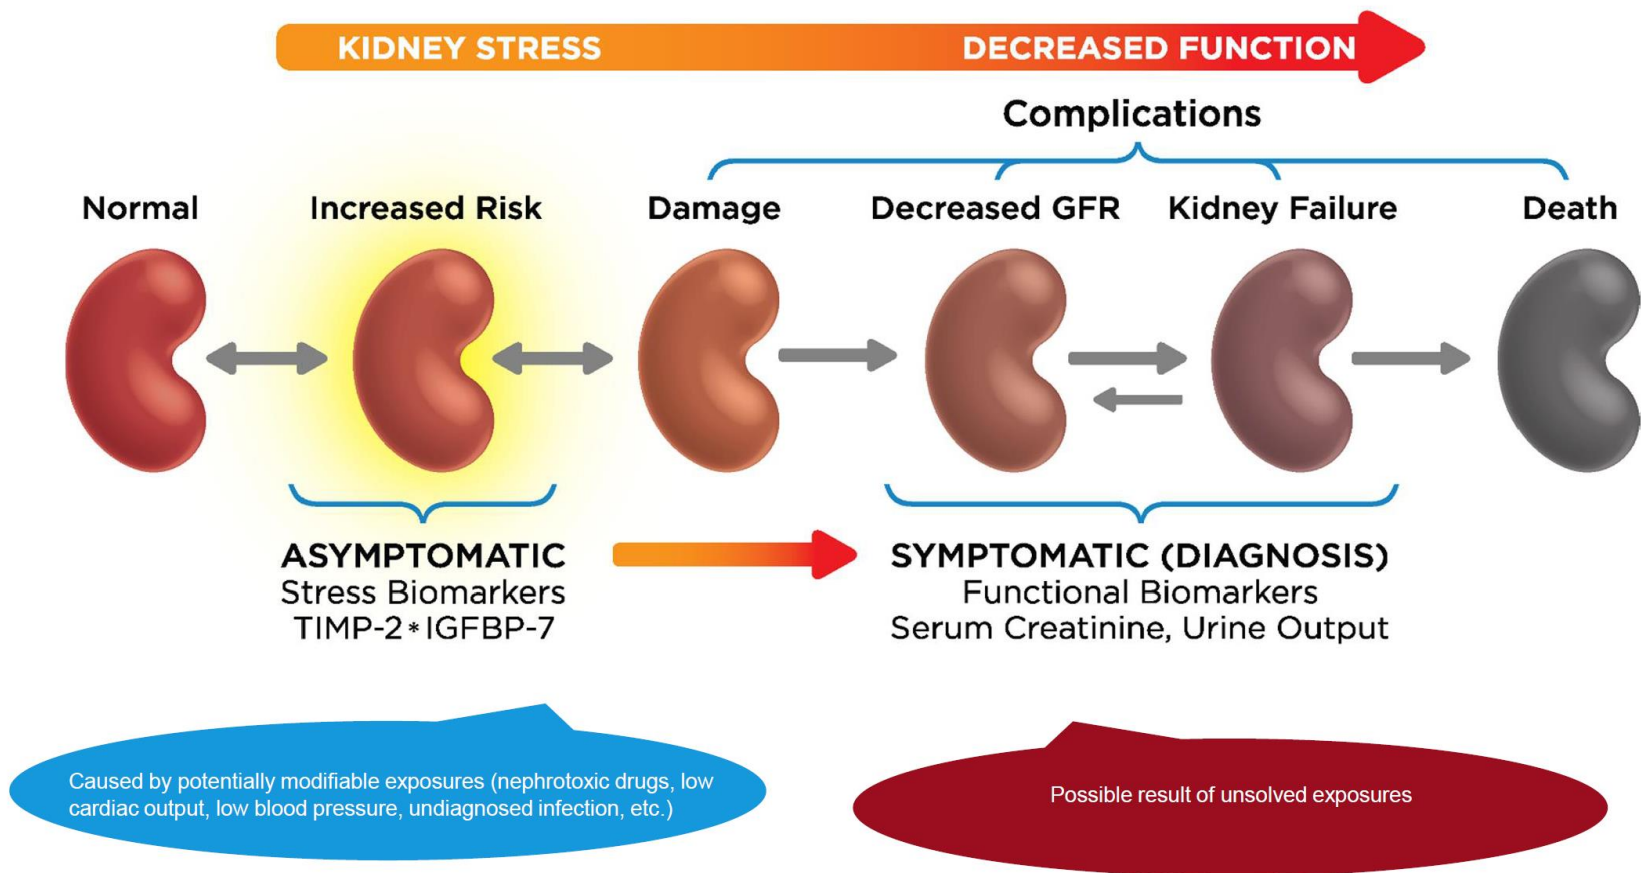 KIDNEY STRESS
DECREASED FUNCTION
Complications
Normal
Increased Risk
Damage
Decreased GFR
Kidney Failure
Death
ASYMPTOMATIC
Stress Biomarkers
TIMP-2*IGFBP-7
SYMPTOMATIC (DIAGNOSIS)
Functional Biomarkers
Serum Creatinine, Urine Output
Caused by potentially modifiable exposures (nephrotoxic drugs, low
cardiac output, low blood pressure, undiagnosed infection, etc.)
Possible result of unsolved exposures